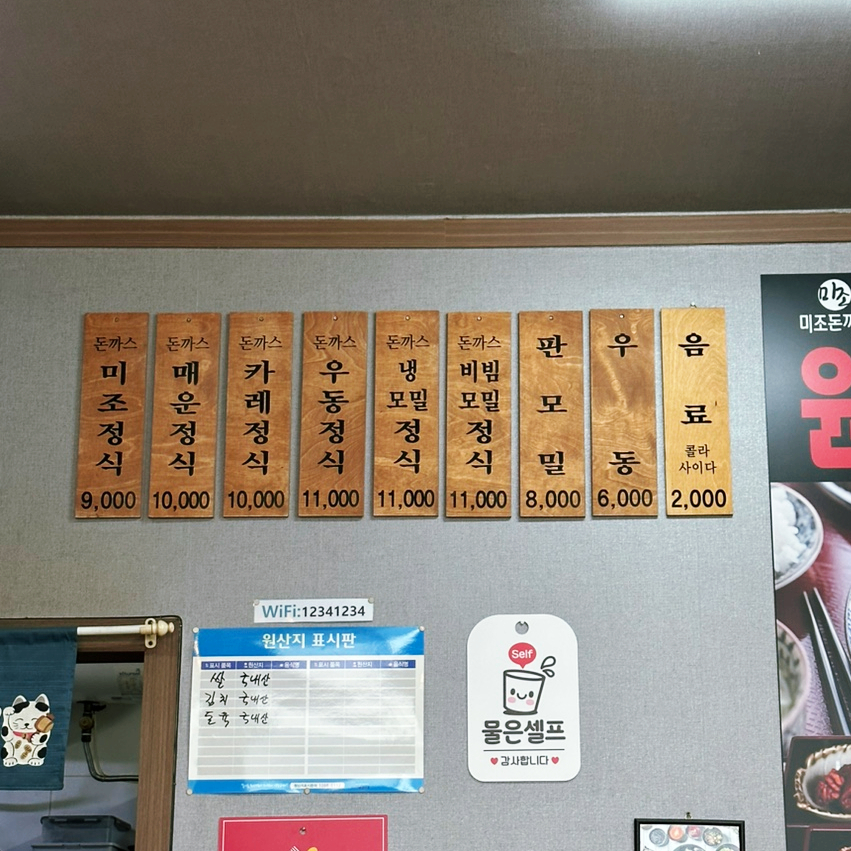 돈까스
미
조
정
식
9,000
돈까스
매
운
정
식
10,000
돈까스
카
레
정
식
10,000
돈까스
우
동
정
식
11,000
돈까스
냉
모밀
정
식
11,000
돈까스
비빔
모밀
정
식
11,000
판
모
밀
8,000
우
동
6,000
음
료
콜라
사이다
2,000
미조
미조돈까
WiFi:12341234
원산지 표시판
쌀 국내산
김치 국내산
돈육 국내산
Self
물은셀프
감사합니다